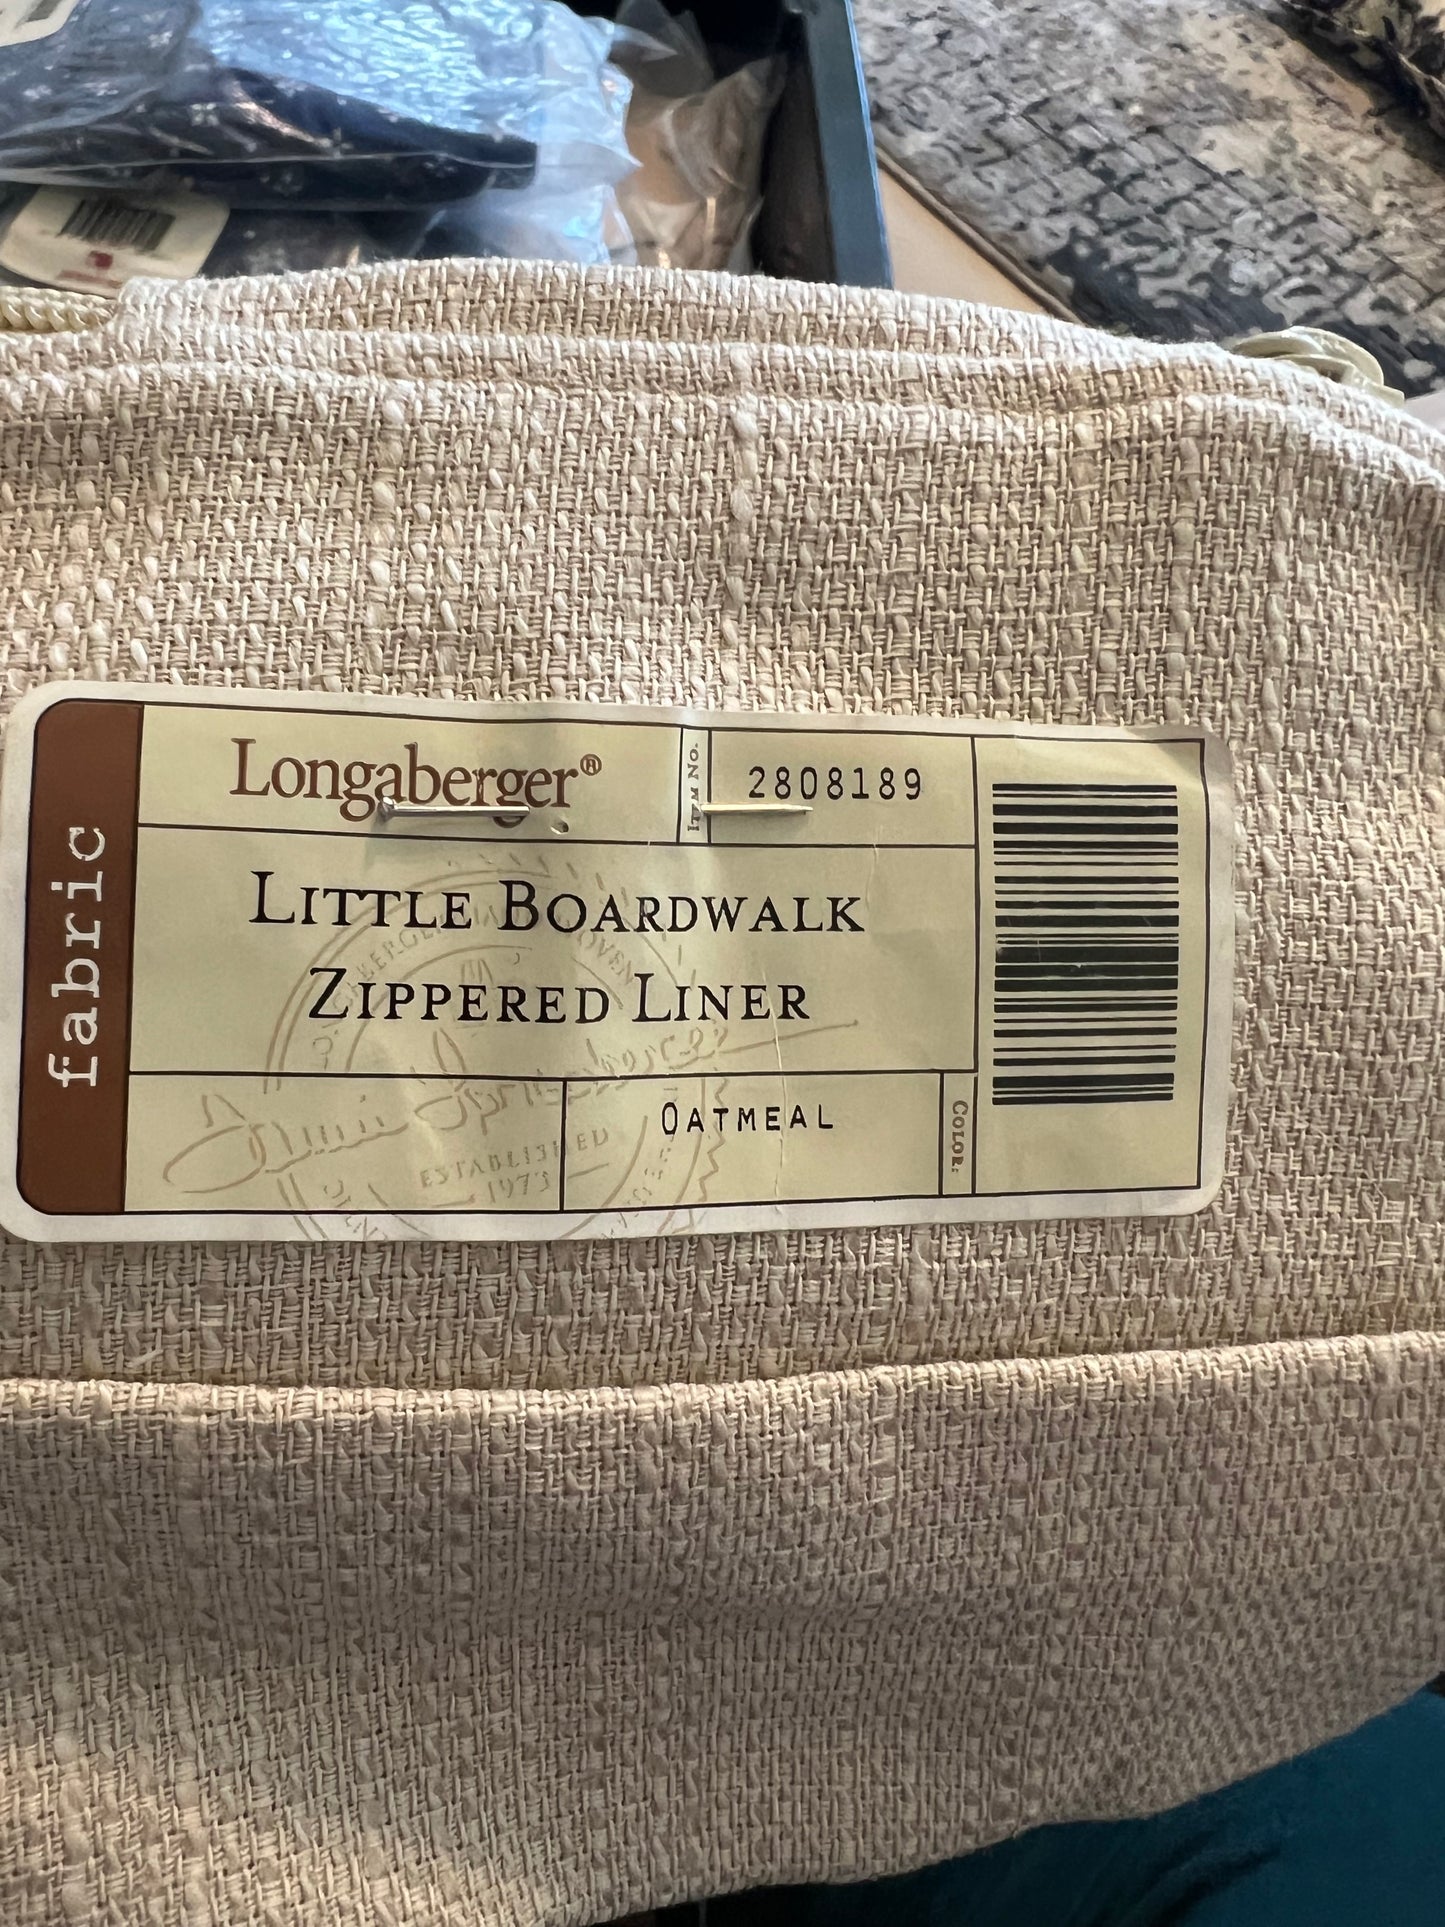 fabric
Longaberger®
ITEM NO.
2808189
LITTLE BOARDWALK
ZIPPERED LINER
OATMEAL
COLOR:
ESTABLISHED
1973